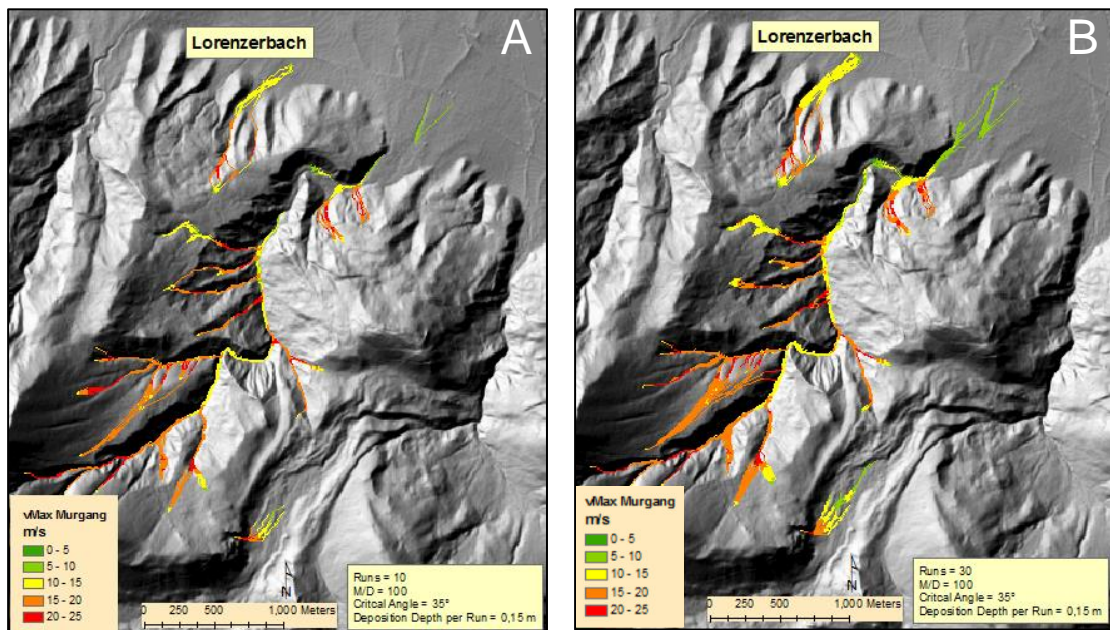 Lorenzerbach
A
vMax Murgang
m/s
0 - 5
5 - 10
10 - 15
15 - 20
20 - 25
0 250 500 1,000 Meters
N
Runs = 10
M/D = 100
Critcal Angle = 35°
Deposition Depth per Run = 0,15 m
Lorenzerbach
B
vMax Murgang
m/s
0 - 5
5 - 10
10 - 15
15 - 20
20 - 25
0 250 500 1,000 Meters
N
Runs = 30
M/D = 100
Critcal Angle = 35°
Deposition Depth per Run = 0,15 m